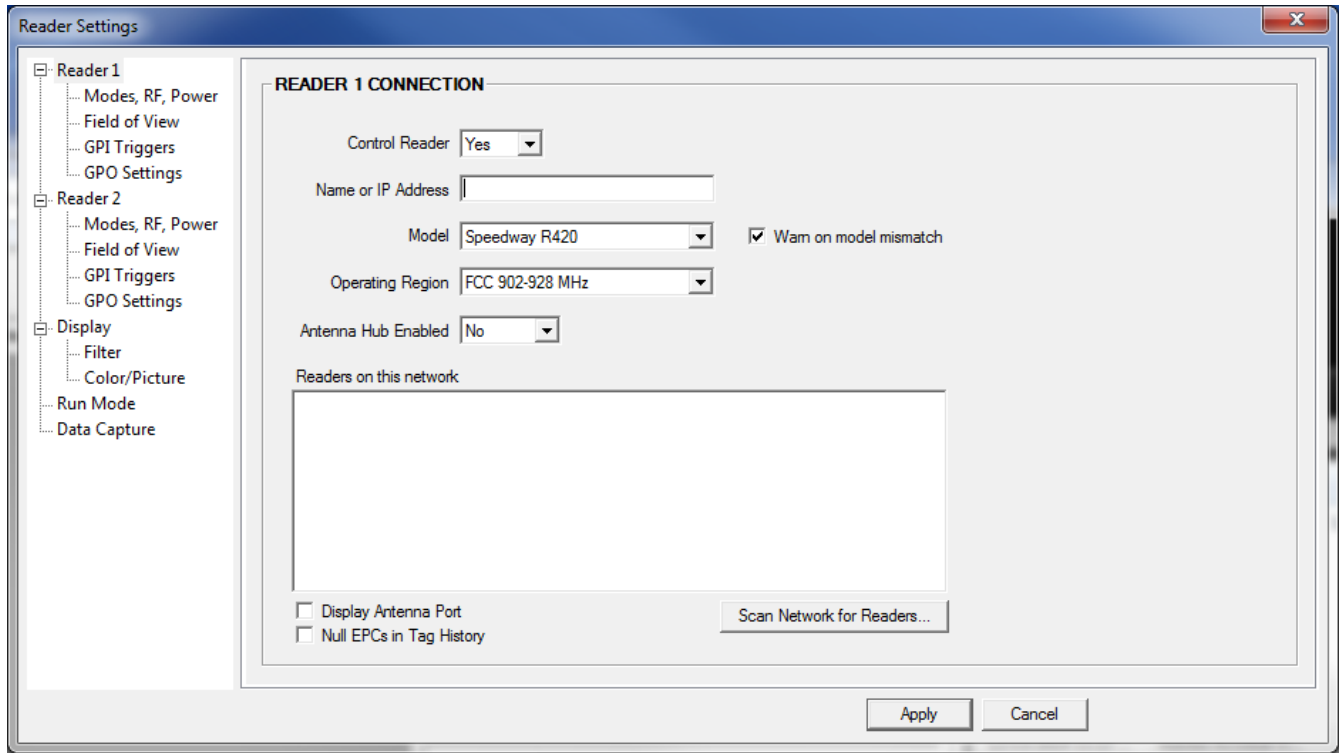 Reader Settings
Reader 1
Modes, RF, Power
Field of View
GPI Triggers
GPO Settings
Reader 2
Modes, RF, Power
Field of View
GPI Triggers
GPO Settings
Display
Filter
Color/Picture
Run Mode
Data Capture
READER 1 CONNECTION
Control Reader Yes
Name or IP Address
Model Speedway R420 Warn on model mismatch
Operating Region FCC 902-928 MHz
Antenna Hub Enabled No
Readers on this network
Display Antenna Port
Null EPCs in Tag History
Scan Network for Readers...
Apply Cancel